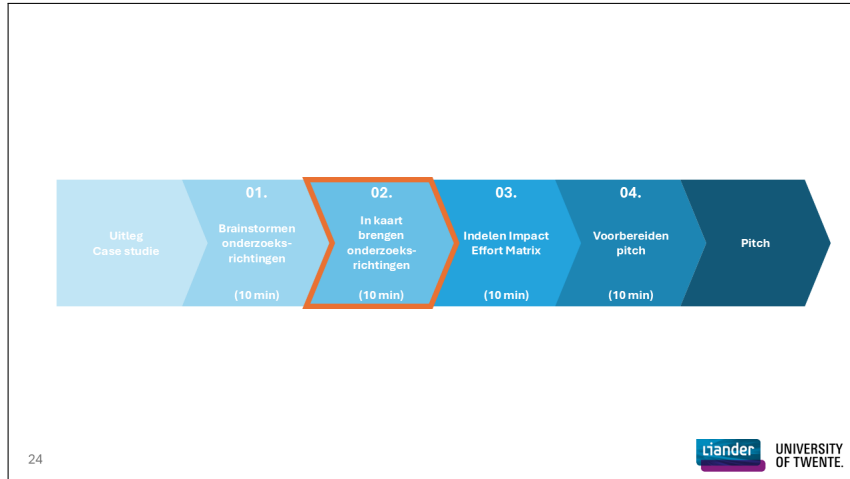 Uitleg
Case studie
01.
Brainstormen
onderzoeks-
richtingen
(10 min)
02.
In kaart
brengen
onderzoeks-
richtingen
(10 min)
03.
Indelen Impact
Effort Matrix
(10 min)
04.
Voorbereiden
pitch
(10 min)
Pitch
24
Liander
UNIVERSITY
OF TWENTE.